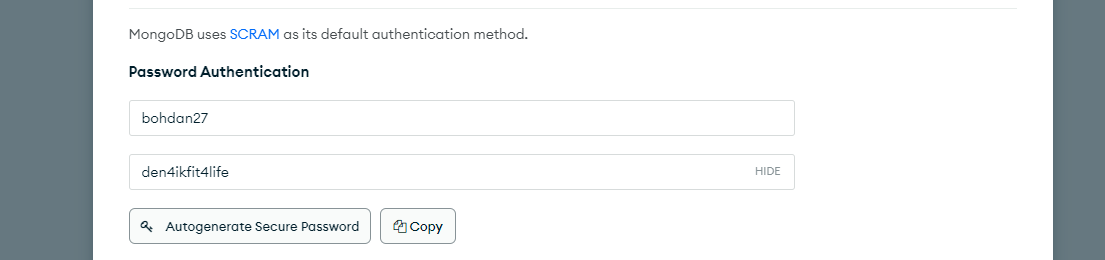 MongoDB uses SCRAM as its default authentication method.
Password Authentication
bohdan27
den4ikfit4life HIDE
Autogenerate Secure Password Copy